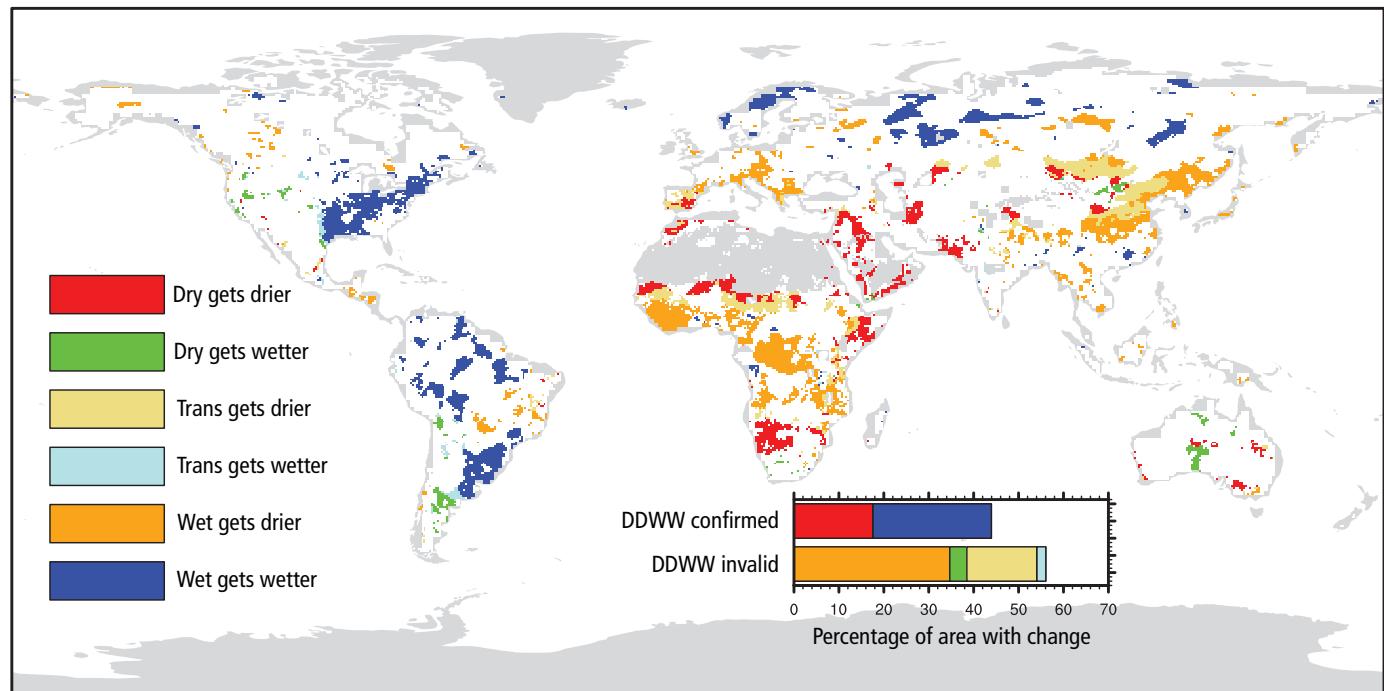 Dry gets drier
Dry gets wetter
Trans gets drier
Trans gets wetter
Wet gets drier
Wet gets wetter
DDWW confirmed
DDWW invalid
0 10 20 30 40 50 60 70
Percentage of area with change